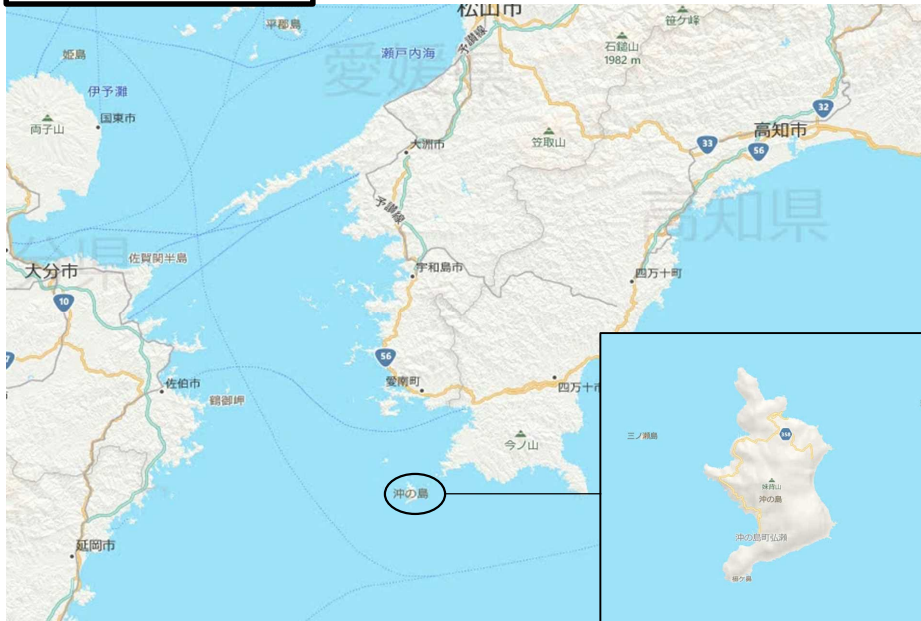 松山市
平郡島
笹ケ峰
瀬戸内海
予讃線
石鎚山
1982 m
愛媛県
姫島
伊予灘
国東市
両子山
32
高知市
33
56
笠取山
大洲市
予讃線
高知県
分県
佐賀関半島
大分市
宇和島市
四万十町
10
56
佐伯市
愛南町
四万十市
鶴御岬
今ノ山
三ノ瀬島
沖の島
妹背山
沖の島
沖の島町弘瀬
延岡市